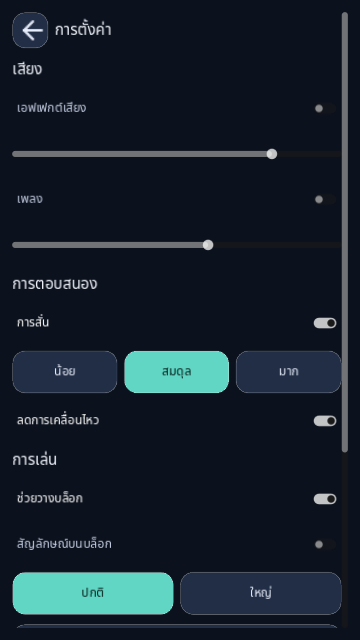 การตั้งค่า
เสียง
เอฟเฟกต์เสียง
เพลง
การตอบสนอง
การสั่น
น้อย สมดุล มาก
ลดการเคลื่อนไหว
การเล่น
ช่วยวางบล็อก
สัญลักษณ์บนบล็อก
ปกติ ใหญ่